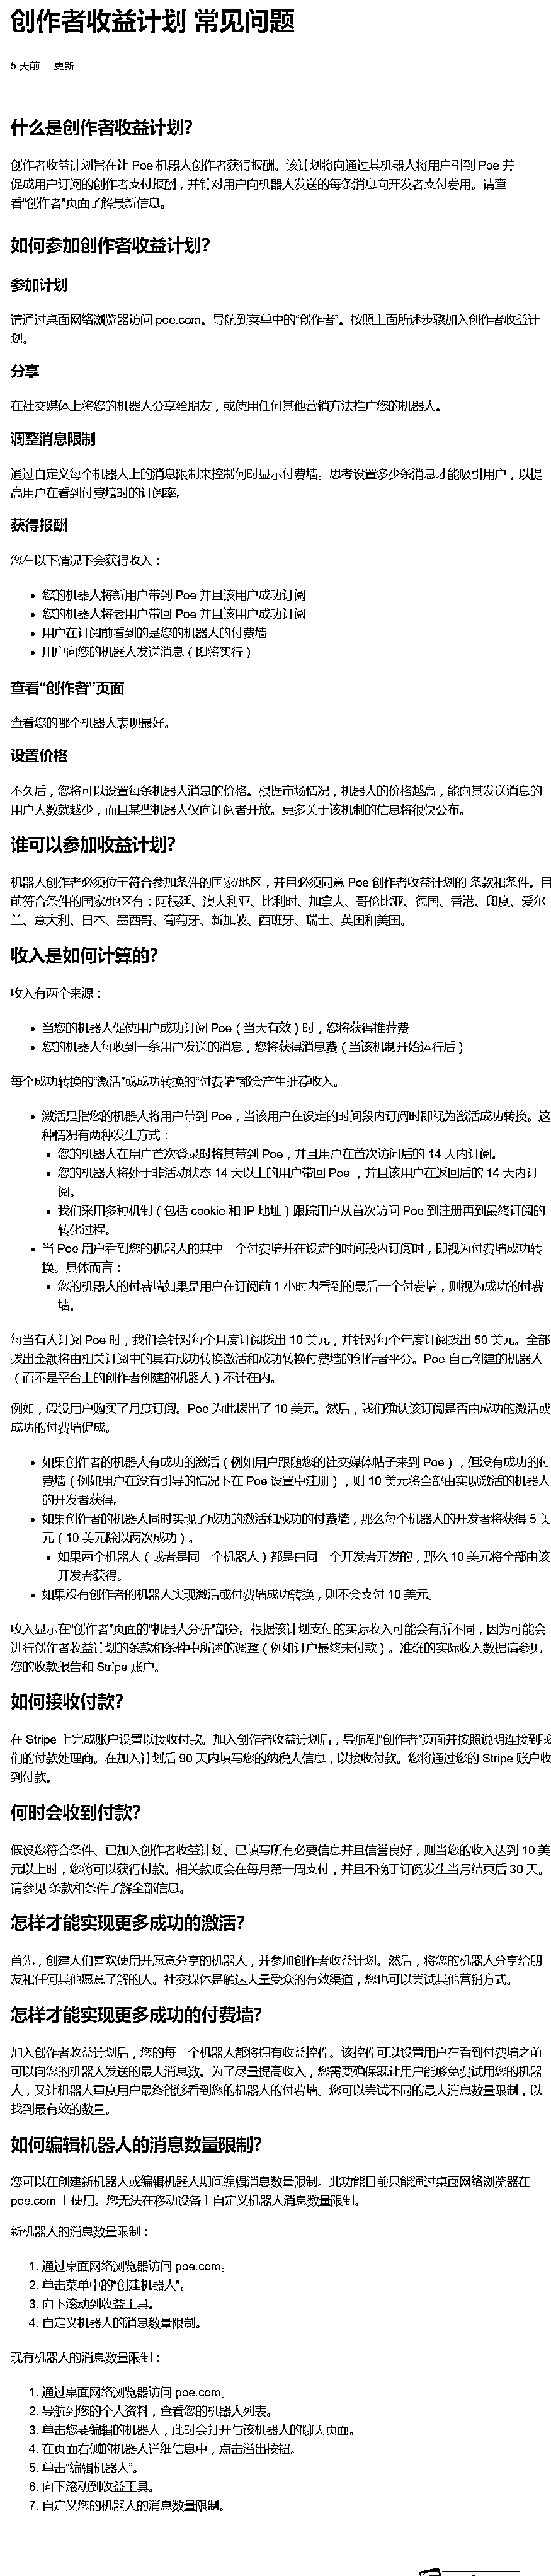 创作者收益计划 常见问题
5 天前 · 更新
什么是创作者收益计划?
创作者收益计划旨在让 Poe 机器人创作者获得报酬。该计划将向通过其机器人将用户引到 Poe 并
促成用户订阅的创作者支付报酬，并针对用户向机器人发送的每条消息向开发者支付费用。请查
看“创作者”页面了解最新信息。
如何参加创作者收益计划?
参加计划
请通过桌面网络浏览器访问 poe.com。导航到菜单中的“创作者”。按照上面所述步骤加入创作者收益计
划。
分享
在社交媒体上将您的机器人分享给朋友，或使用任何其他营销方法推广您的机器人。
调整消息限制
通过自定义每个机器人上的消息限制来控制何时显示付费墙。思考设置多少条消息才能吸引用户，以提
高用户在看到付费墙时的订阅率。
获得报酬
您在以下情况下会获得收入：
• 您的机器人将新用户带到 Poe 并且该用户成功订阅
• 您的机器人将老用户带回 Poe 并且该用户成功订阅
• 用户在订阅前看到的是您的机器人的付费墙
• 用户向您的机器人发送消息（即将实行）
查看“创作者”页面
查看您的哪个机器人表现最好。
设置价格
不久后，您将可以设置每条机器人消息的价格。根据市场情况，机器人的价格越高，能向其发送消息的
用户人数就越少，而且某些机器人仅向订阅者开放。更多关于该机制的信息将很快公布。
谁可以参加收益计划?
机器人创作者必须位于符合参加条件的国家/地区，并且必须同意 Poe 创作者收益计划的 条款和条件。目
前符合条件的国家/地区有：阿根廷、澳大利亚、比利时、加拿大、哥伦比亚、德国、香港、印度、爱尔
兰、意大利、日本、墨西哥、葡萄牙、新加坡、西班牙、瑞士、英国和美国。
收入是如何计算的?
收入有两个来源：
• 当您的机器人促使用户成功订阅 Poe（当天有效）时，您将获得推荐费
• 您的机器人每收到一条用户发送的消息，您将获得消息费（当该机制开始运行后）
每个成功转换的“激活”或成功转换的“付费墙”都会产生推荐收入。
• 激活是指您的机器人将用户带到 Poe，当该用户在设定的时间段内订阅时即视为激活成功转换。这
种情况有两种发生方式：
• 您的机器人在用户首次登录时将其带到 Poe，并且用户在首次访问后的 14 天内订阅。
• 您的机器人将处于非活动状态 14 天以上的用户带回 Poe ，并且该用户在返回后的 14 天内订
阅。
• 我们采用多种机制（包括 cookie 和 IP 地址）跟踪用户从首次访问 Poe 到注册再到最终订阅的
转化过程。
• 当 Poe 用户看到您的机器人的其中一个付费墙并在设定的时间段内订阅时，即视为付费墙成功转
换。具体而言：
• 您的机器人的付费墙如果是用户在订阅前 1 小时内看到的最后一个付费墙，则视为成功的付费
墙。
每当有人订阅 Poe 时，我们会针对每个月度订阅拨出 10 美元，并针对每个年度订阅拨出 50 美元。全部
拨出金额将由相关订阅中的具有成功转换激活和成功转换付费墙的创作者平分。Poe 自己创建的机器人
（而不是平台上的创作者创建的机器人）不计在内。
例如，假设用户购买了月度订阅。Poe 为此拨出了 10 美元。然后，我们确认该订阅是否由成功的激活或
成功的付费墙促成。
• 如果创作者的机器人有成功的激活（例如用户跟随您的社交媒体帖子来到 Poe），但没有成功的付
费墙（例如用户在没有引导的情况下在 Poe 设置中注册），则 10 美元将全部由实现激活的机器人
的开发者获得。
• 如果创作者的机器人同时实现了成功的激活和成功的付费墙，那么每个机器人的开发者将获得 5 美
元（10 美元除以两次成功）。
• 如果两个机器人（或者是同一个机器人）都是由同一个开发者开发的，那么 10 美元将全部由该
开发者获得。
• 如果没有创作者的机器人实现激活或付费墙成功转换，则不会支付 10 美元。
收入显示在“创作者”页面的“机器人分析”部分。根据该计划支付的实际收入可能会有所不同，因为可能会
进行创作者收益计划的条款和条件中所述的调整（例如订户最终未付款）。准确的实际收入数据请参见
您的收款报告和 Stripe 账户。
如何接收付款?
在 Stripe 上完成账户设置以接收付款。加入创作者收益计划后，导航到“创作者”页面并按照说明连接到我
们的付款处理商。在加入计划后 90 天内填写您的纳税人信息，以接收付款。您将通过您的 Stripe 账户收
到付款。
何时会收到付款?
假设您符合条件、已加入创作者收益计划、已填写所有必要信息并且信誉良好，则当您的收入达到 10 美
元以上时，您将可以获得付款。相关款项会在每月第一周支付，并且不晚于订阅发生当月结束后 30 天。
请参见 条款和条件了解全部信息。
怎样才能实现更多成功的激活?
首先，创建人们喜欢使用并愿意分享的机器人，并参加创作者收益计划。然后，将您的机器人分享给朋
友和任何其他愿意了解的人。社交媒体是触达大量受众的有效渠道，您也可以尝试其他营销方式。
怎样才能实现更多成功的付费墙?
加入创作者收益计划后，您的每一个机器人都将拥有收益控件。该控件可以设置用户在看到付费墙之前
可以向您的机器人发送的最大消息数。为了尽量提高收入，您需要确保既让用户能够免费试用您的机器
人，又让机器人重度用户最终能够看到您的机器人的付费墙。您可以尝试不同的最大消息数量限制，以
找到最有效的数量。
如何编辑机器人的消息数量限制?
您可以在创建新机器人或编辑机器人期间编辑消息数量限制。此功能目前只能通过桌面网络浏览器在
poe.com 上使用。您无法在移动设备上自定义机器人消息数量限制。
新机器人的消息数量限制：
1. 通过桌面网络浏览器访问 poe.com。
2. 单击菜单中的“创建机器人”。
3. 向下滚动到收益工具。
4. 自定义机器人的消息数量限制。
现有机器人的消息数量限制：
1. 通过桌面网络浏览器访问 poe.com。
2. 导航到您的个人资料，查看您的机器人列表。
3. 单击您要编辑的机器人，此时会打开与该机器人的聊天页面。
4. 在页面右侧的机器人详细信息中，点击溢出按钮。
5. 单击“编辑机器人”。
6. 向下滚动到收益工具。
7. 自定义您的机器人的消息数量限制。